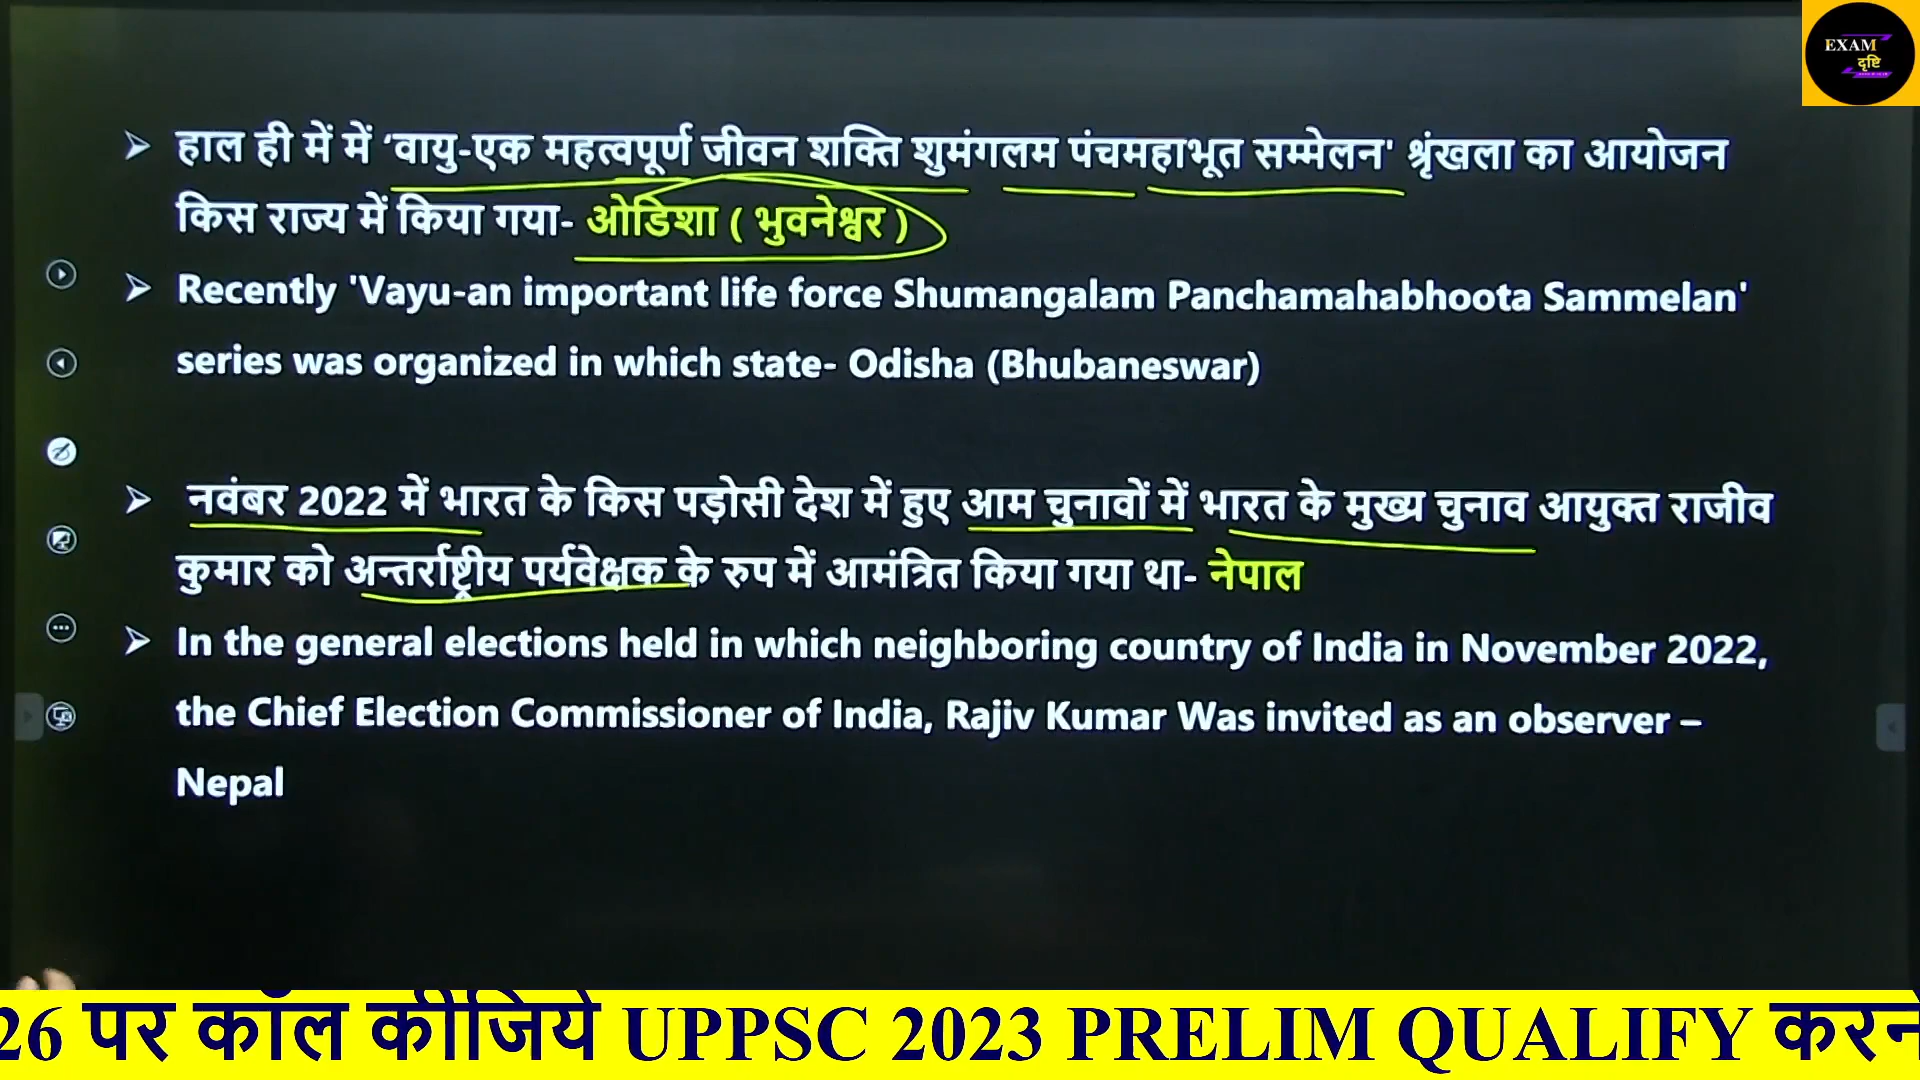 EXAM
दृष्टि
➢ हाल ही में में ‘वायु-एक महत्वपूर्ण जीवन शक्ति शुमंगलम पंचमहाभूत सम्मेलन' श्रृंखला का आयोजन
किस राज्य में किया गया- ओडिशा ( भुवनेश्वर )
➢ Recently 'Vayu-an important life force Shumangalam Panchamahabhoota Sammelan'
series was organized in which state- Odisha (Bhubaneswar)
➢ नवंबर 2022 में भारत के किस पड़ोसी देश में हुए आम चुनावों में भारत के मुख्य चुनाव आयुक्त राजीव
कुमार को अन्तर्राष्ट्रीय पर्यवेक्षक के रुप में आमंत्रित किया गया था- नेपाल
➢ In the general elections held in which neighboring country of India in November 2022,
the Chief Election Commissioner of India, Rajiv Kumar Was invited as an observer –
Nepal
26 पर कॉल कीजिये UPPSC 2023 PRELIM QUALIFY करन